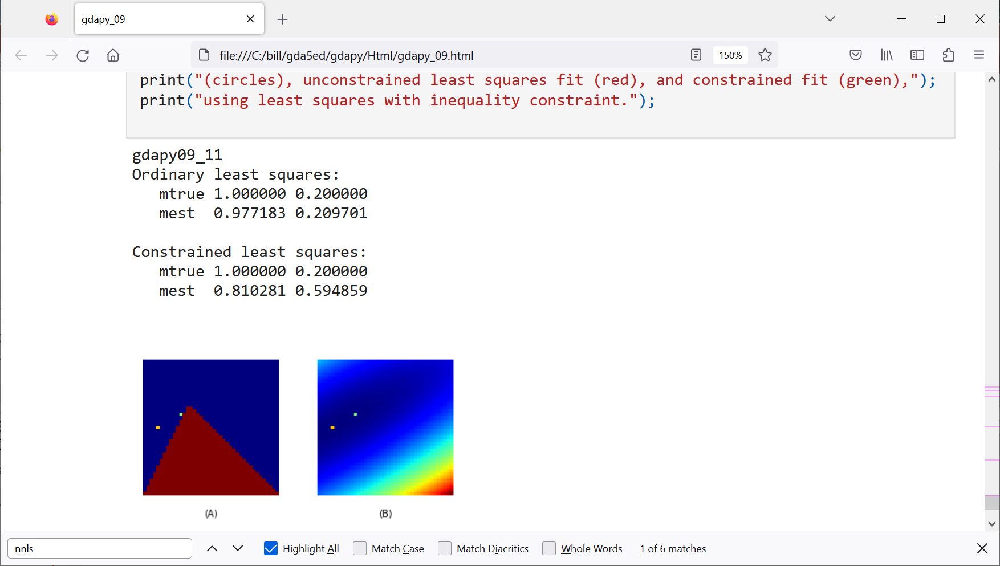 gdapy_09
file:///C:/bill/gda5ed/gdapy/Html/gdapy_09.html
150%
print("(circles), unconstrained least squares fit (red), and constrained fit (green),");
print("using least squares with inequality constraint.");
gdapy09_11
Ordinary least squares:
mtrue 1.000000 0.200000
mest 0.977183 0.209701
Constrained least squares:
mtrue 1.000000 0.200000
mest 0.810281 0.594859
(A) (B)
nnls Highlight All Match Case Match Diacritics Whole Words 1 of 6 matches